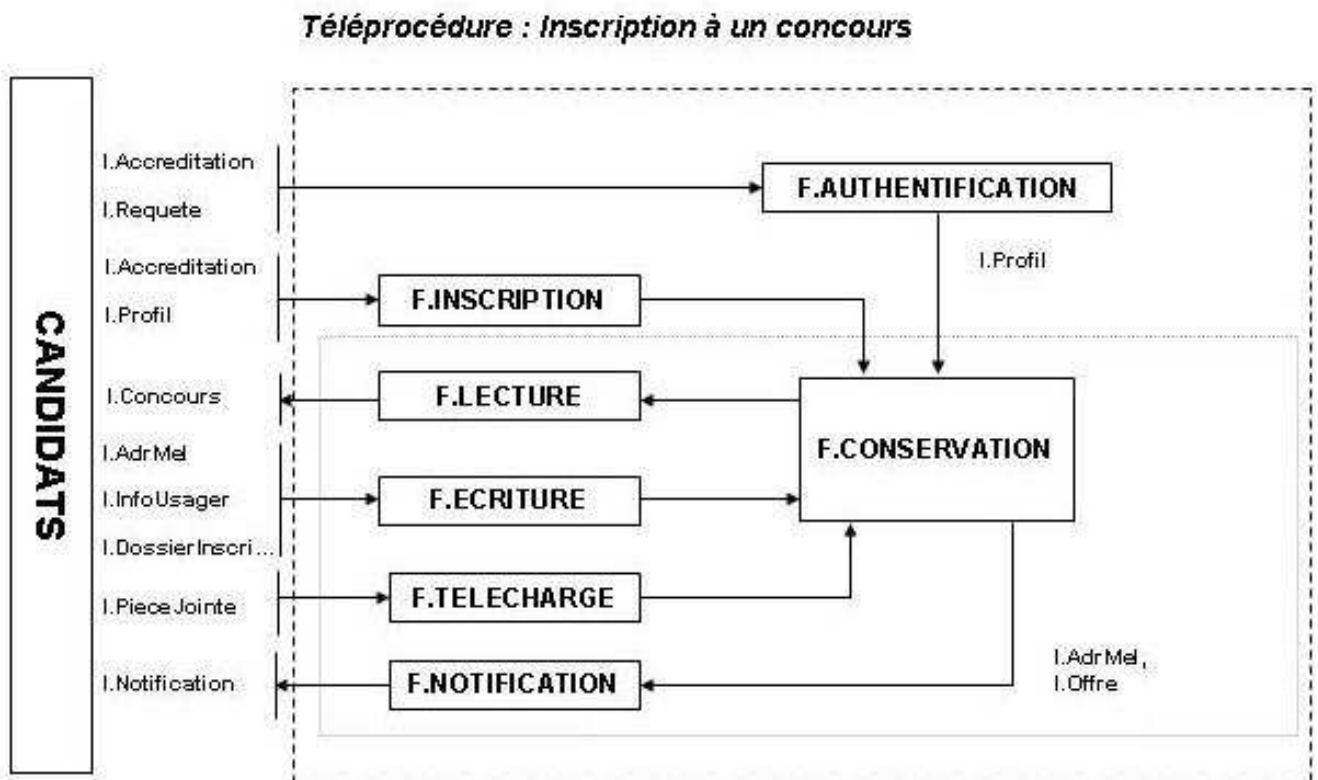 Téléprocédure : Inscription à un concours
I.Accreditation
I.Requete
F.AUTHENTIFICATION
I.Profil
I.Accreditation
I.Profil
F.INSCRIPTION
CANDIDATS
I.Concours
F.LECTURE
F.CONSERVATION
I.AdrMel
I.InfoUsager
I.DossierInscri...
F.ECRITURE
I.PieceJointe
F.TELECHARGE
I.Notification
F.NOTIFICATION
I.AdrMel,
I.Offre